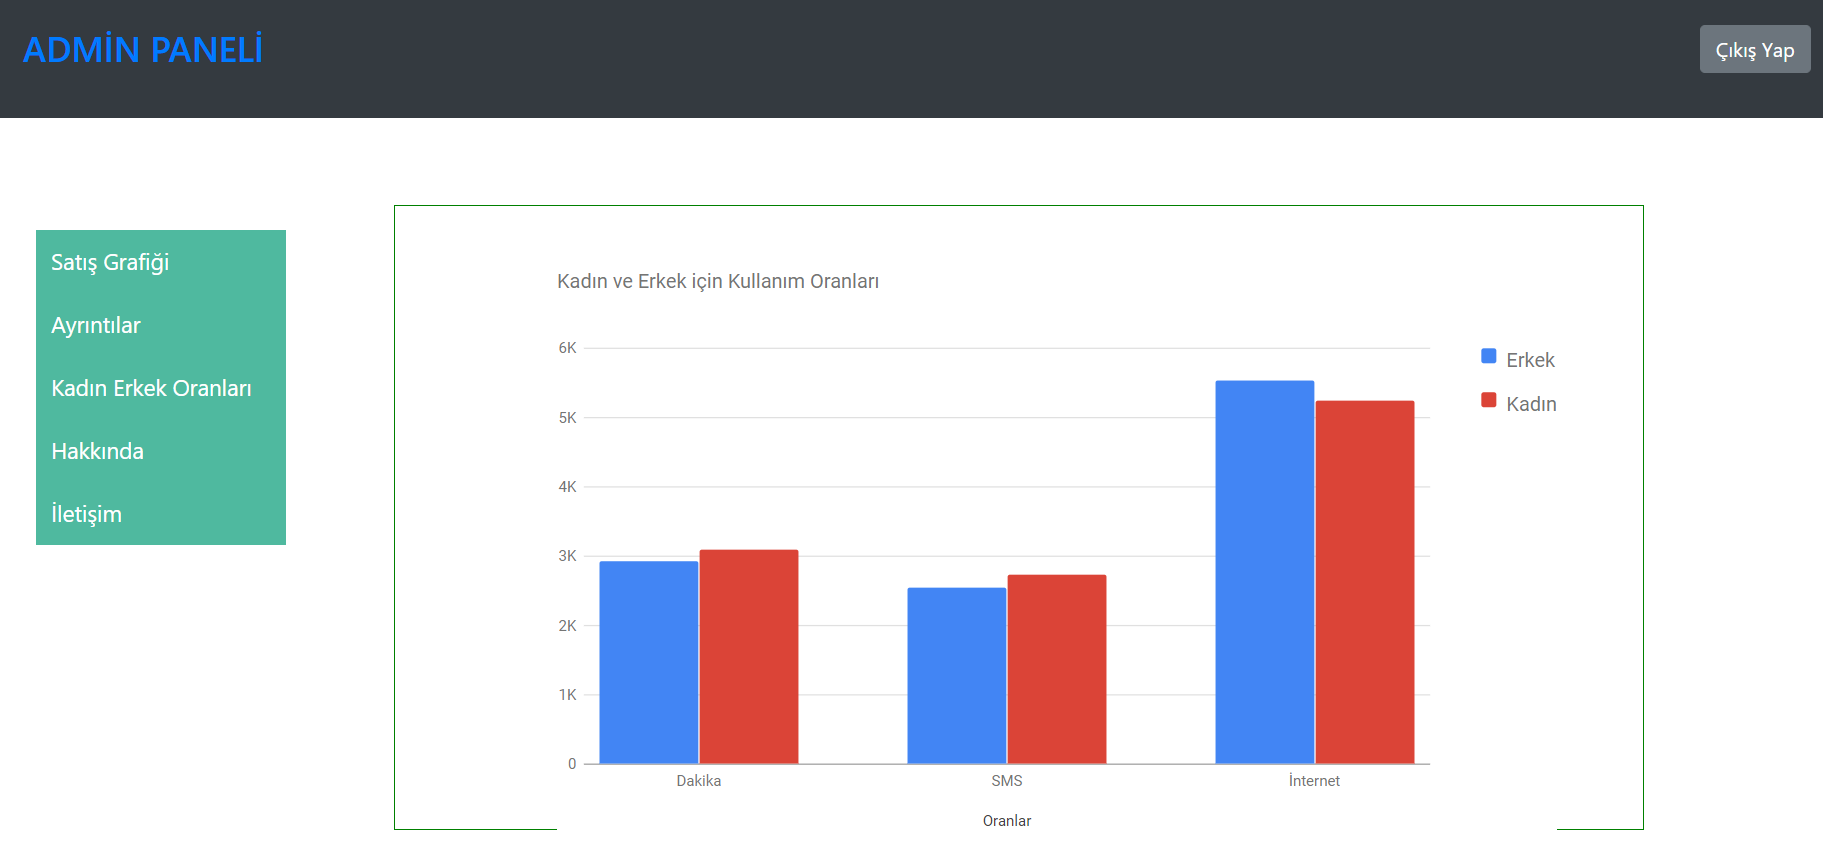 ADMİN PANELİ
Çıkış Yap
Satış Grafiği
Ayrıntılar
Kadın Erkek Oranları
Hakkında
İletişim
Kadın ve Erkek için Kullanım Oranları
6K
5K
4K
3K
2K
1K
0
Dakika
SMS
İnternet
Oranlar
Erkek
Kadın